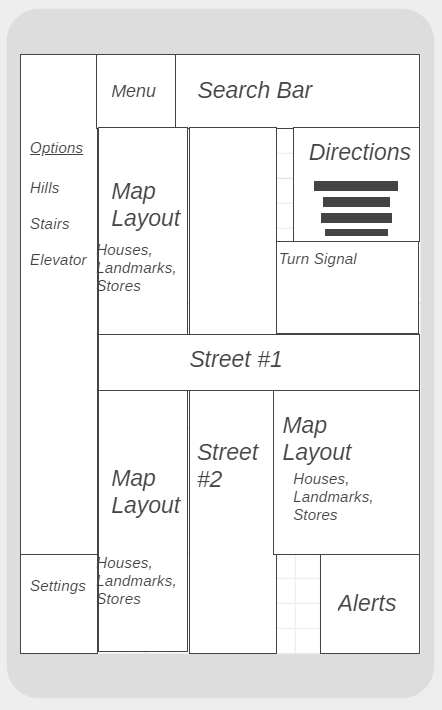 Menu
Search Bar
Options
Hills
Stairs
Elevator
Map
Layout
Houses,
Landmarks,
Stores
Directions
Turn Signal
Street #1
Map
Layout
Houses,
Landmarks,
Stores
Street
#2
Map
Layout
Houses,
Landmarks,
Stores
Settings
Alerts